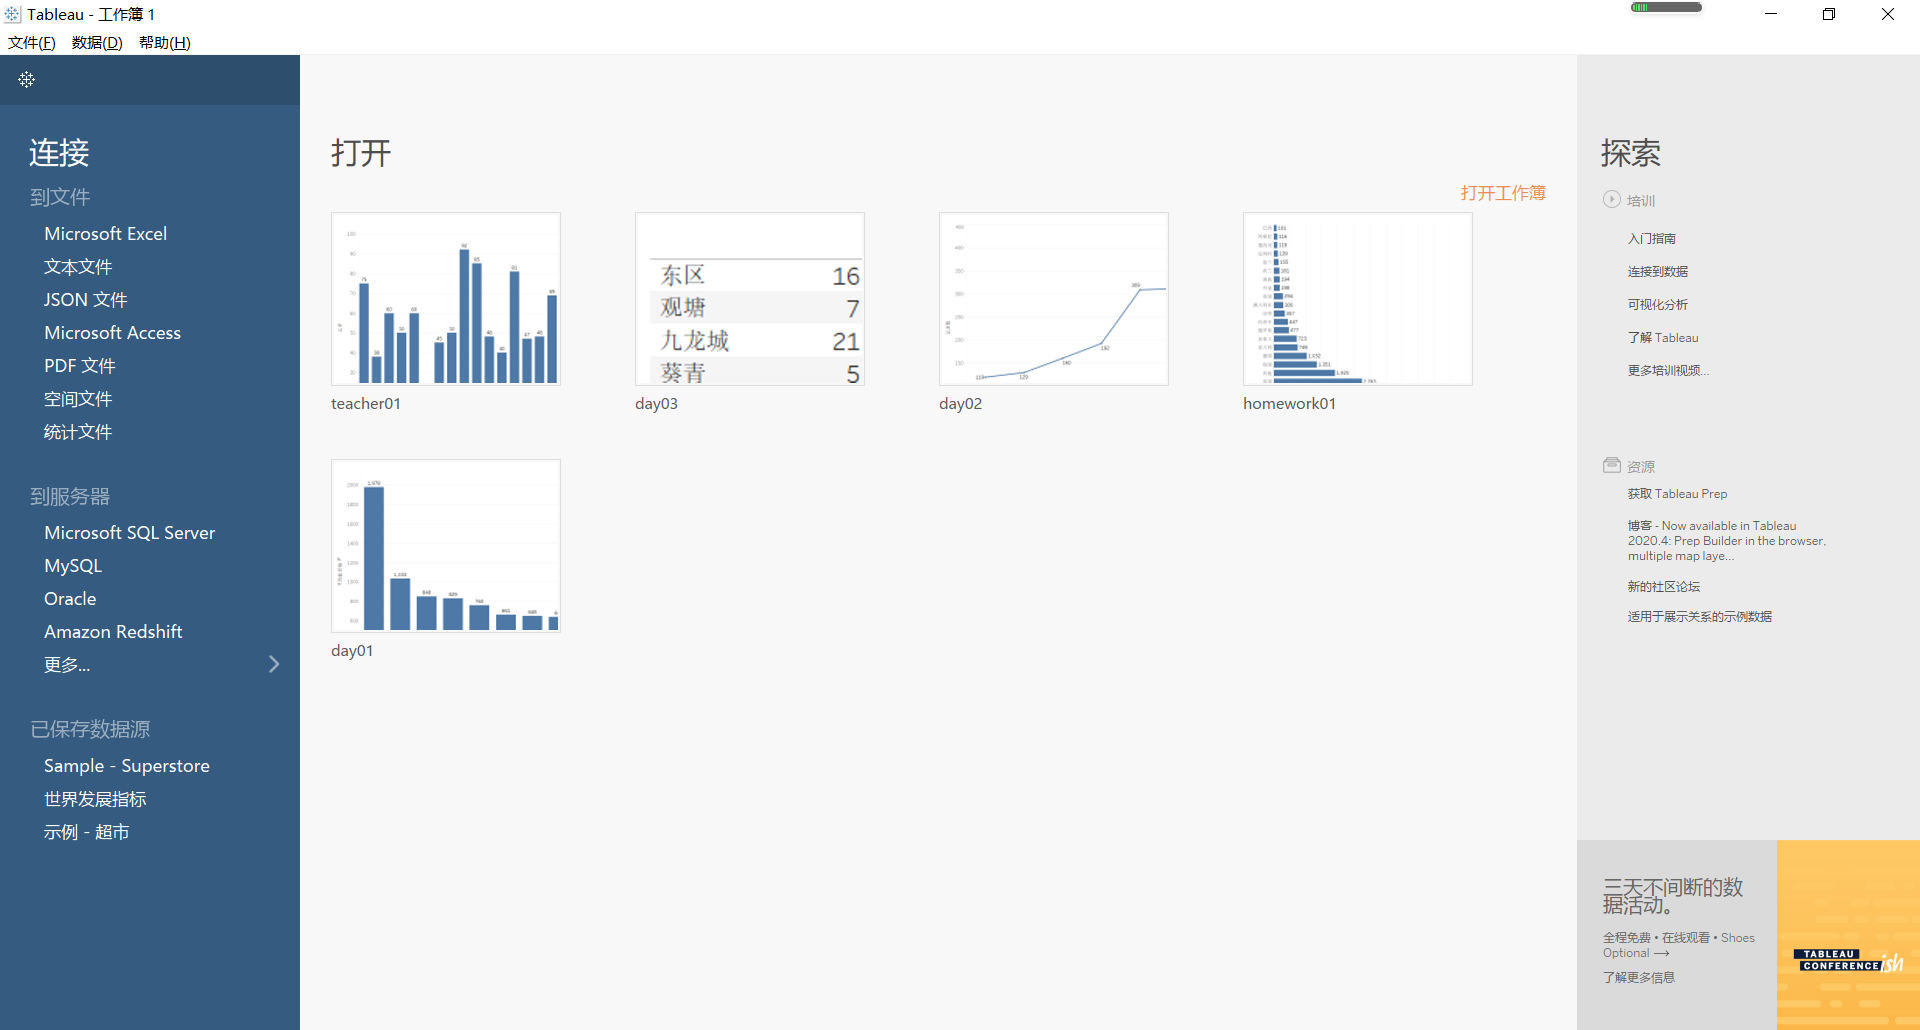 Tableau - 工作簿 1
文件(F) 数据(D) 帮助(H)
连接
到文件
Microsoft Excel
文本文件
JSON 文件
Microsoft Access
PDF 文件
空间文件
统计文件
到服务器
Microsoft SQL Server
MySQL
Oracle
Amazon Redshift
更多...
已保存数据源
Sample - Superstore
世界发展指标
示例 - 超市
打开
打开工作簿
东区 16
观塘 7
九龙城 21
葵青 5
teacher01
day03
day02
homework01
day01
探索
培训
入门指南
连接到数据
可视化分析
了解 Tableau
更多培训视频...
资源
获取 Tableau Prep
博客 - Now available in Tableau
2020.4: Prep Builder in the browser,
multiple map laye...
新的社区论坛
适用于展示关系的示例数据
三天不间断的数
据活动。
全程免费 • 在线观看 • Shoes
Optional →
了解更多信息
TABLEAU
CONFERENCEish